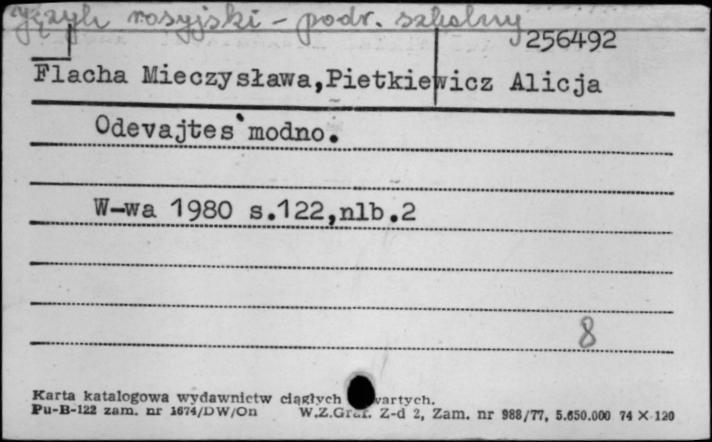 język rosyjski - podr. szkolny
256492
Flacha Mieczysława,Pietkiewicz Alicja
Odevajtes`modno.
W-wa 1980 s.122,nlb.2
8
Karta katalogowa wydawnictw ciągłych
Pu-B-122 zam. nr 1674/DW/On W.Z.Graf. Z-d 2, Zam. nr 988/77, 5.650.000 74 X 120